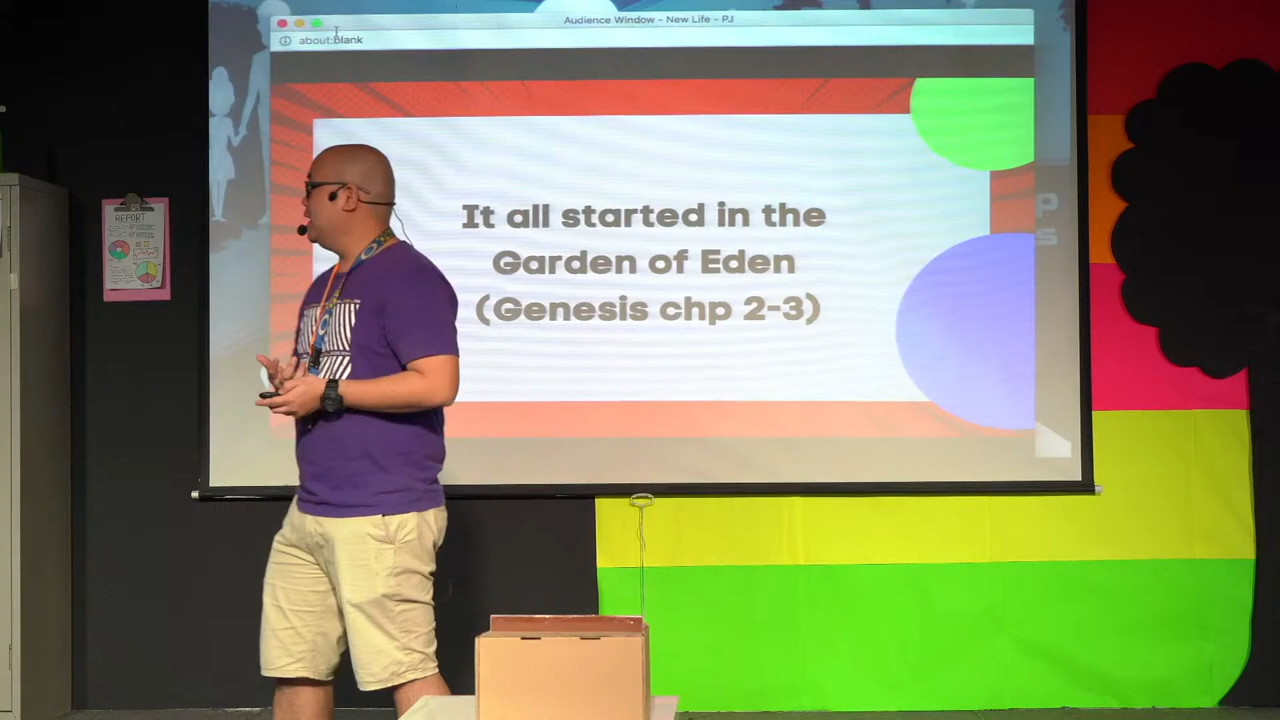 Audience Window - New Life - PJ
about:blank
It all started in the
Garden of Eden
(Genesis chp 2-3)
REPORT
P
S